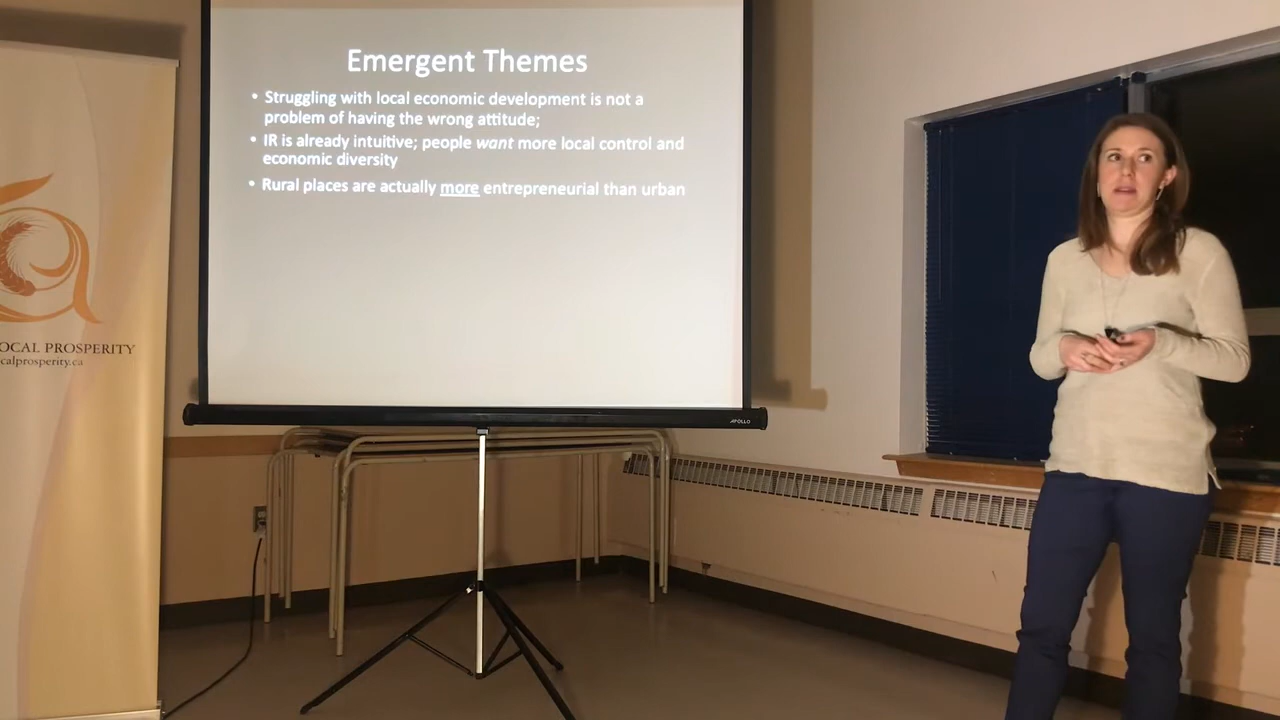 Emergent Themes
• Struggling with local economic development is not a
problem of having the wrong attitude;
• IR is already intuitive; people want more local control and
economic diversity
• Rural places are actually more entrepreneurial than urban
OCAL PROSPERITY
calprosperity.ca
APOLLO